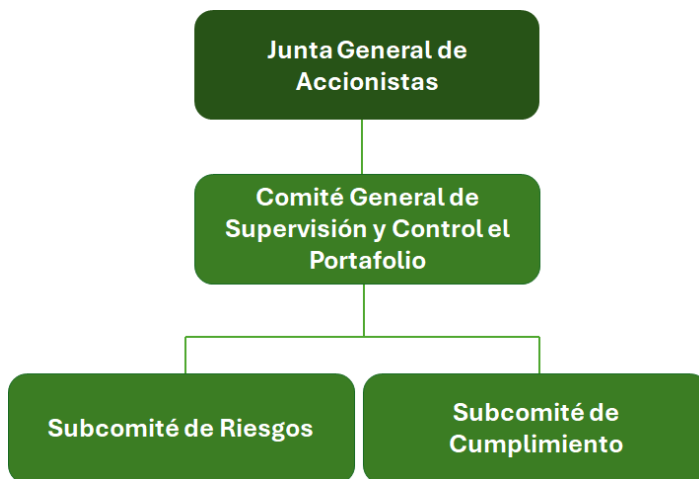 Junta General de
Accionistas
Comité General de
Supervisión y Control el
Portafolio
Subcomité de Riesgos
Subcomité de
Cumplimiento